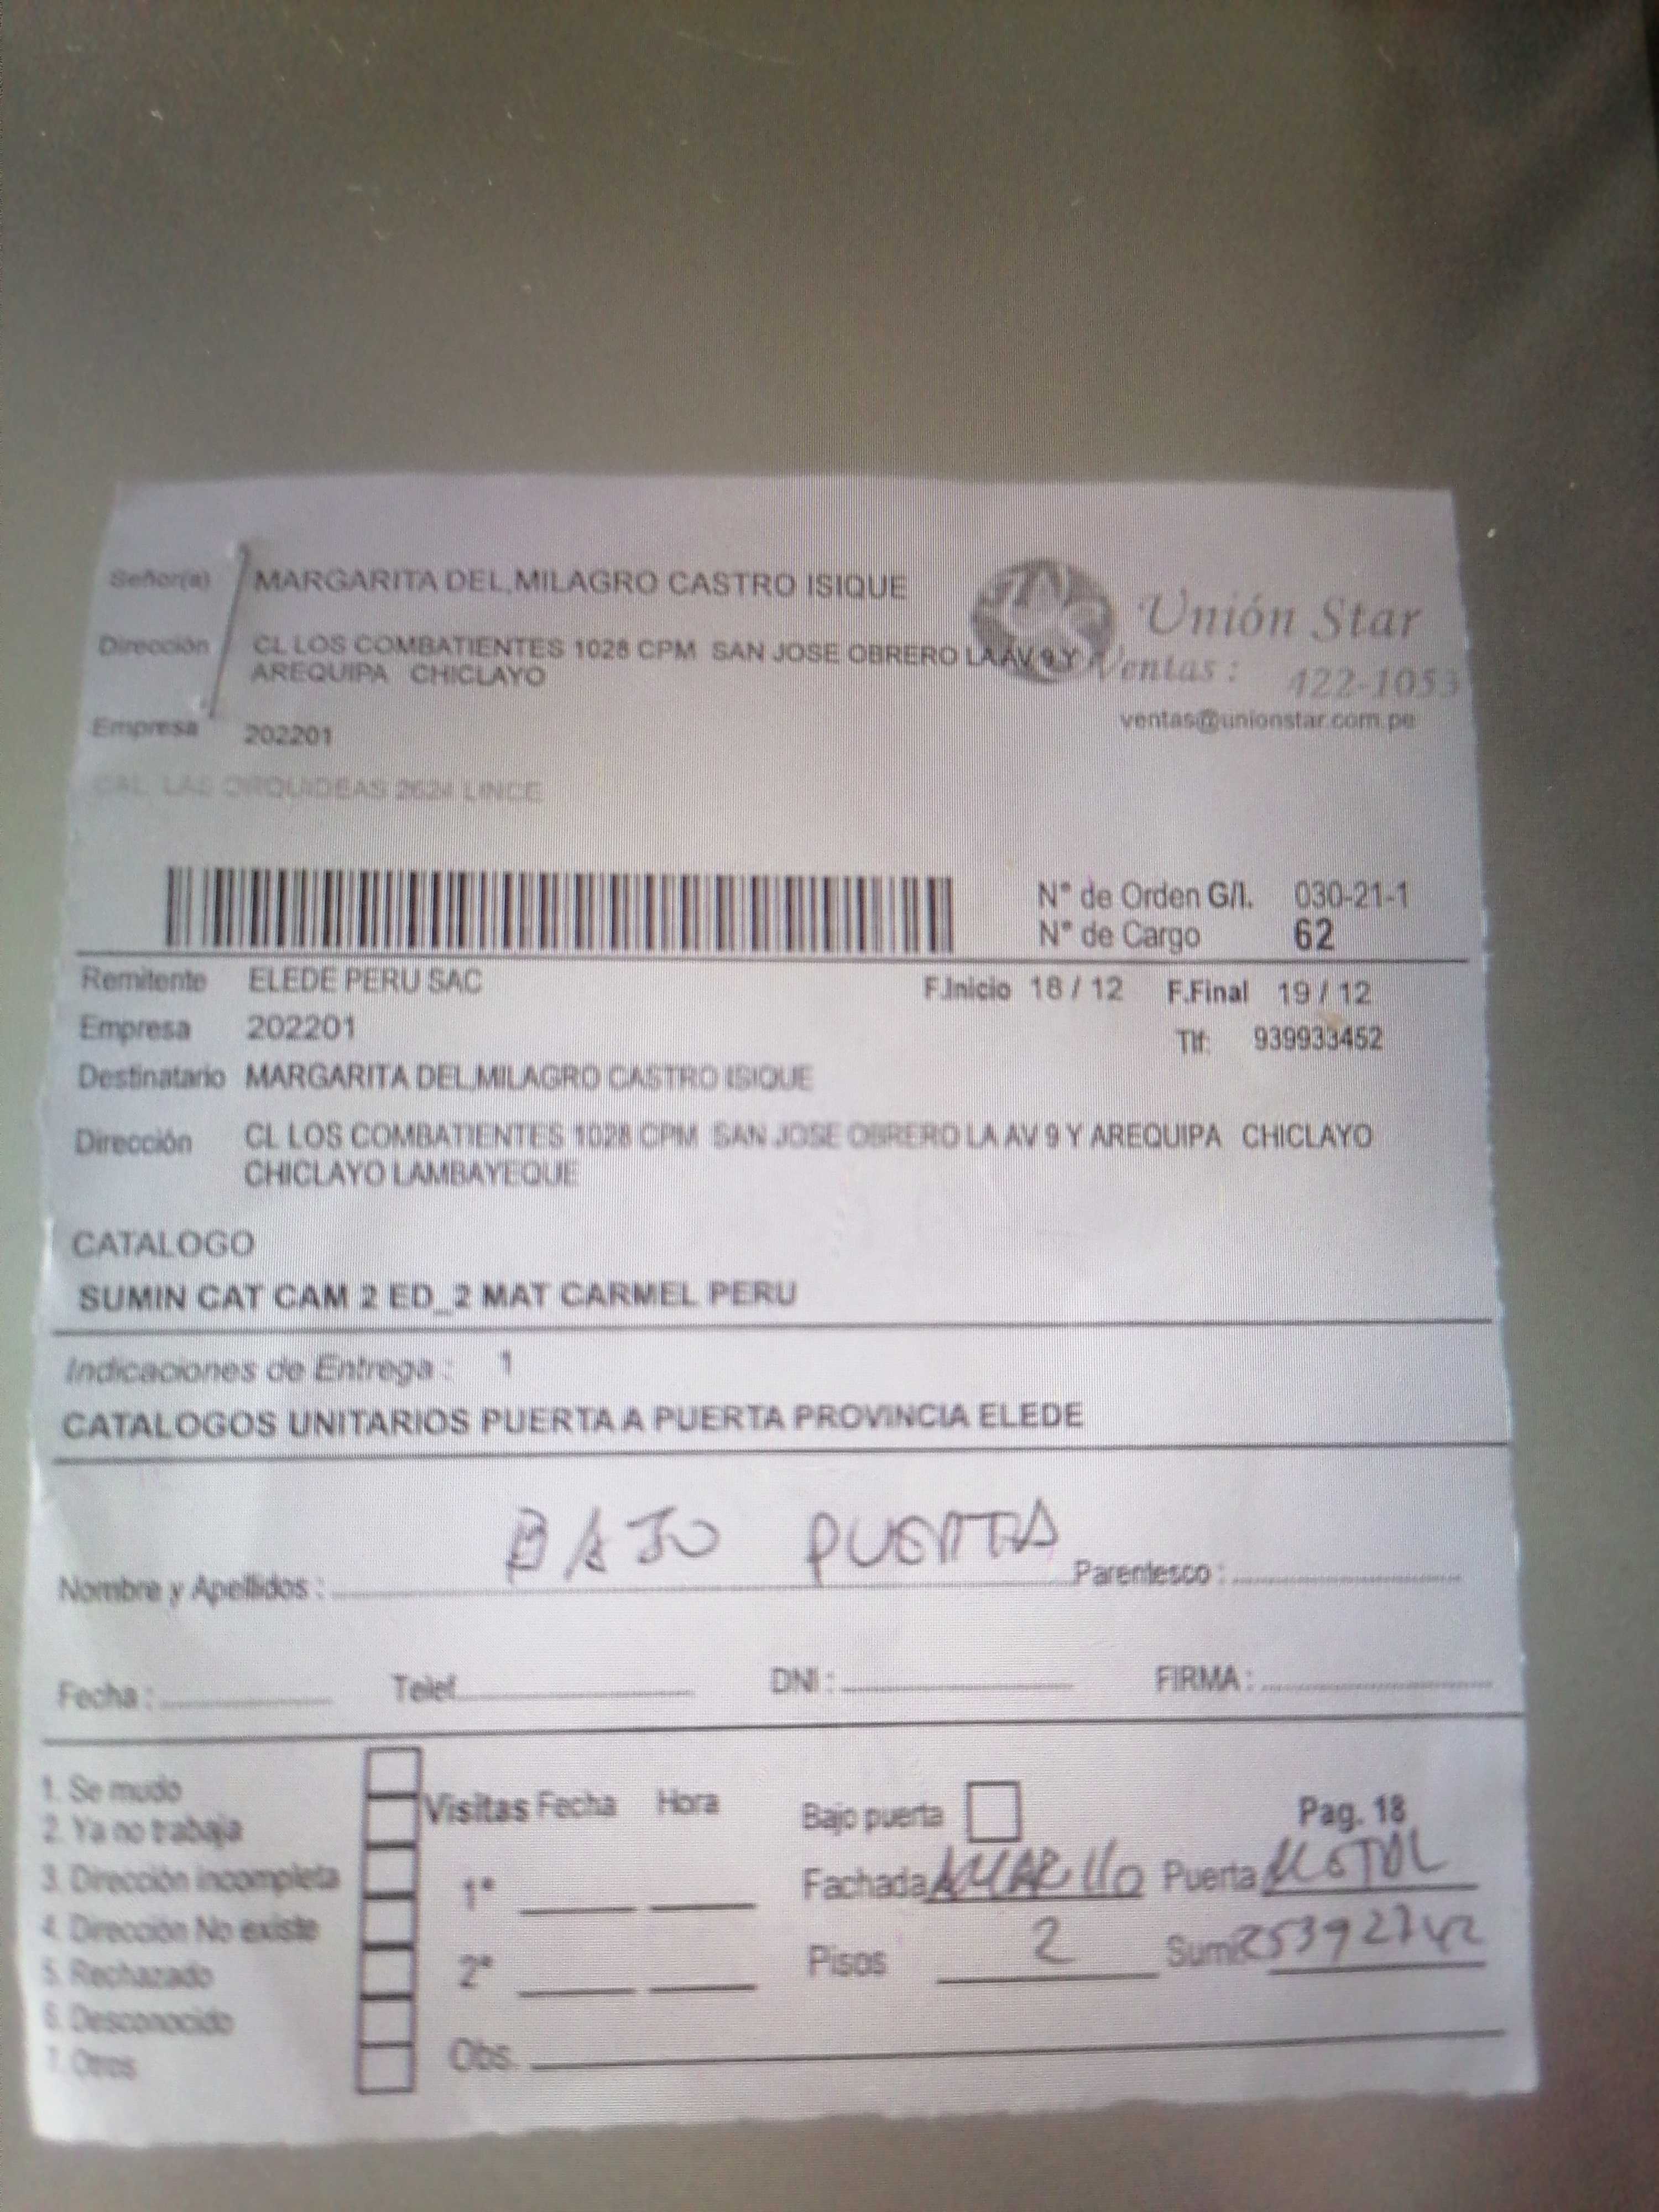 Señor(a) MARGARITA DEL,MILAGRO CASTRO ISIQUE
Unión Star
Dirección CL LOS COMBATIENTES 1028 CPM SAN JOSE OBRERO LA AV 9 Y
AREQUIPA CHICLAYO
Ventas: 422-1053
ventas@unionstar.com.pe
Empresa 202201
CAL. LAS ORQUIDEAS 2624 LINCE
N° de Orden G/I. 030-21-1
N° de Cargo 62
Remitente ELEDE PERU SAC F.Inicio 18 / 12 F.Final 19 / 12
Empresa 202201 Tlf: 939933452
Destinatario MARGARITA DEL,MILAGRO CASTRO ISIQUE
Dirección CL LOS COMBATIENTES 1028 CPM SAN JOSE OBRERO LA AV 9 Y AREQUIPA CHICLAYO
CHICLAYO LAMBAYEQUE
CATALOGO
SUMIN CAT CAM 2 ED_2 MAT CARMEL PERU
Indicaciones de Entrega : 1
CATALOGOS UNITARIOS PUERTA A PUERTA PROVINCIA ELEDE
BAJO PUERTA
Nombre y Apellidos : Parentesco :
Fecha : Telef. DNI : FIRMA :
1. Se mudo
2. Ya no trabaja
3. Dirección incompleta
4. Dirección No existe
5. Rechazado
6. Desconocido
7. Otros
Visitas Fecha Hora
1°
2°
Obs.
Bajo puerta Pag. 18
Fachada AMARILLO Puerta METAL
Pisos 2 Sumi 25392742